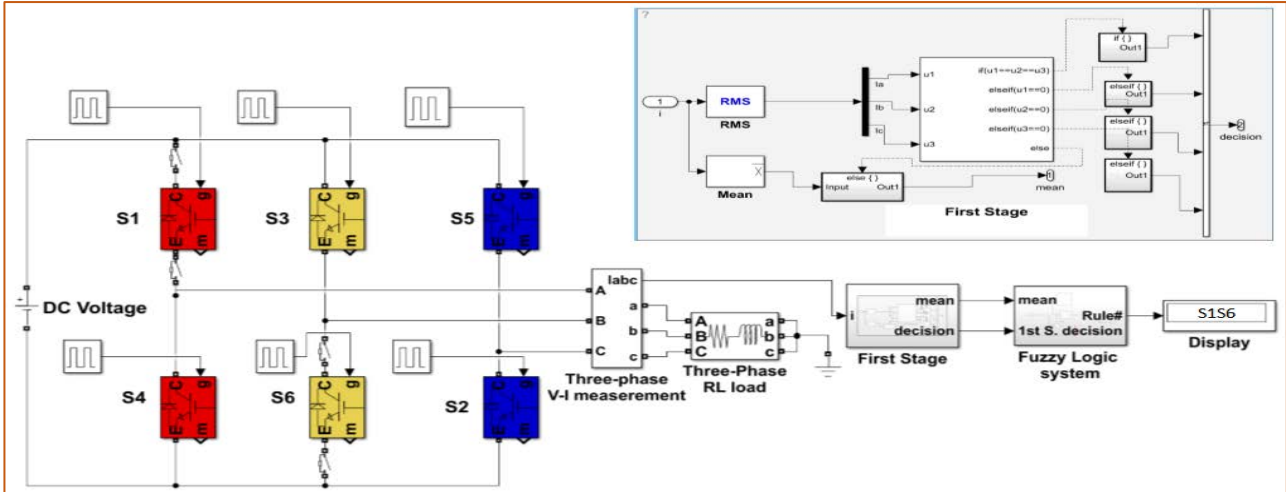 7
if { }
Out1
if(u1==u2==u3)
Ia
u1
elseif(u1==0)
elseif { }
Out1
1
i
RMS
RMS
Ib
u2
elseif(u2==0)
elseif { }
Out1
2
decision
Ic
u3
elseif(u3==0)
else
elseif { }
Out1
Mean
else { }
Input
Out1
1
mean
First Stage
C
g
E
m
S1
C
g
E
m
S3
C
g
E
m
S5
DC Voltage
+
Iabc
A
B
C
a
b
c
Three-phase
V-I measerement
A
B
C
a
b
c
Three-Phase
RL load
i
mean
decision
First Stage
mean
1st S. decision
Rule#
Fuzzy Logic
system
S1S6
Display
C
g
E
m
S4
C
g
E
m
S6
C
g
E
m
S2